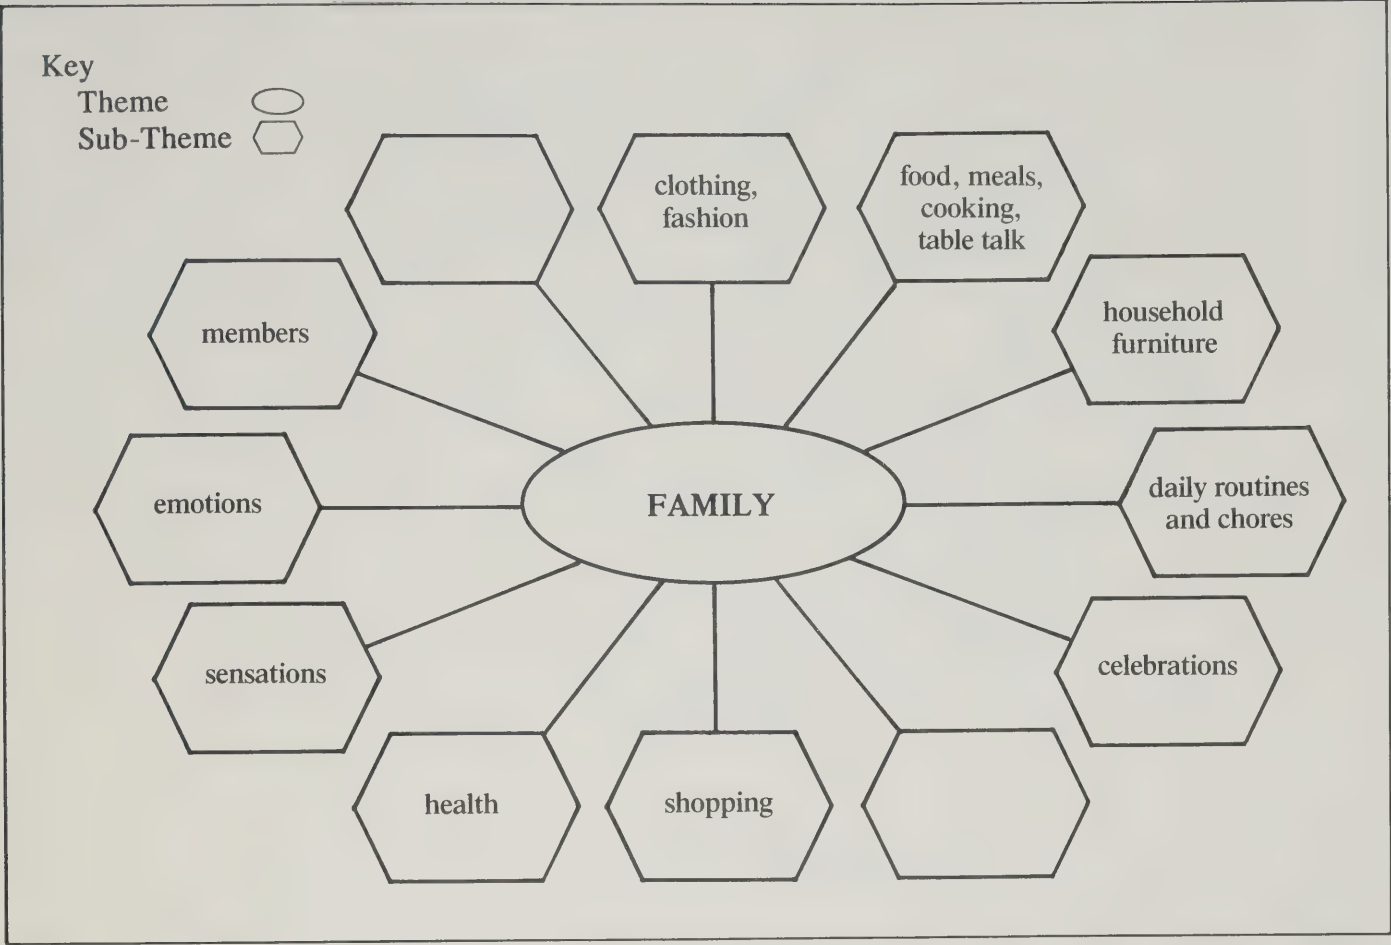 Key
Theme
Sub-Theme
clothing,
fashion
food, meals,
cooking,
table talk
members
household
furniture
emotions
FAMILY
daily routines
and chores
sensations
celebrations
health
shopping